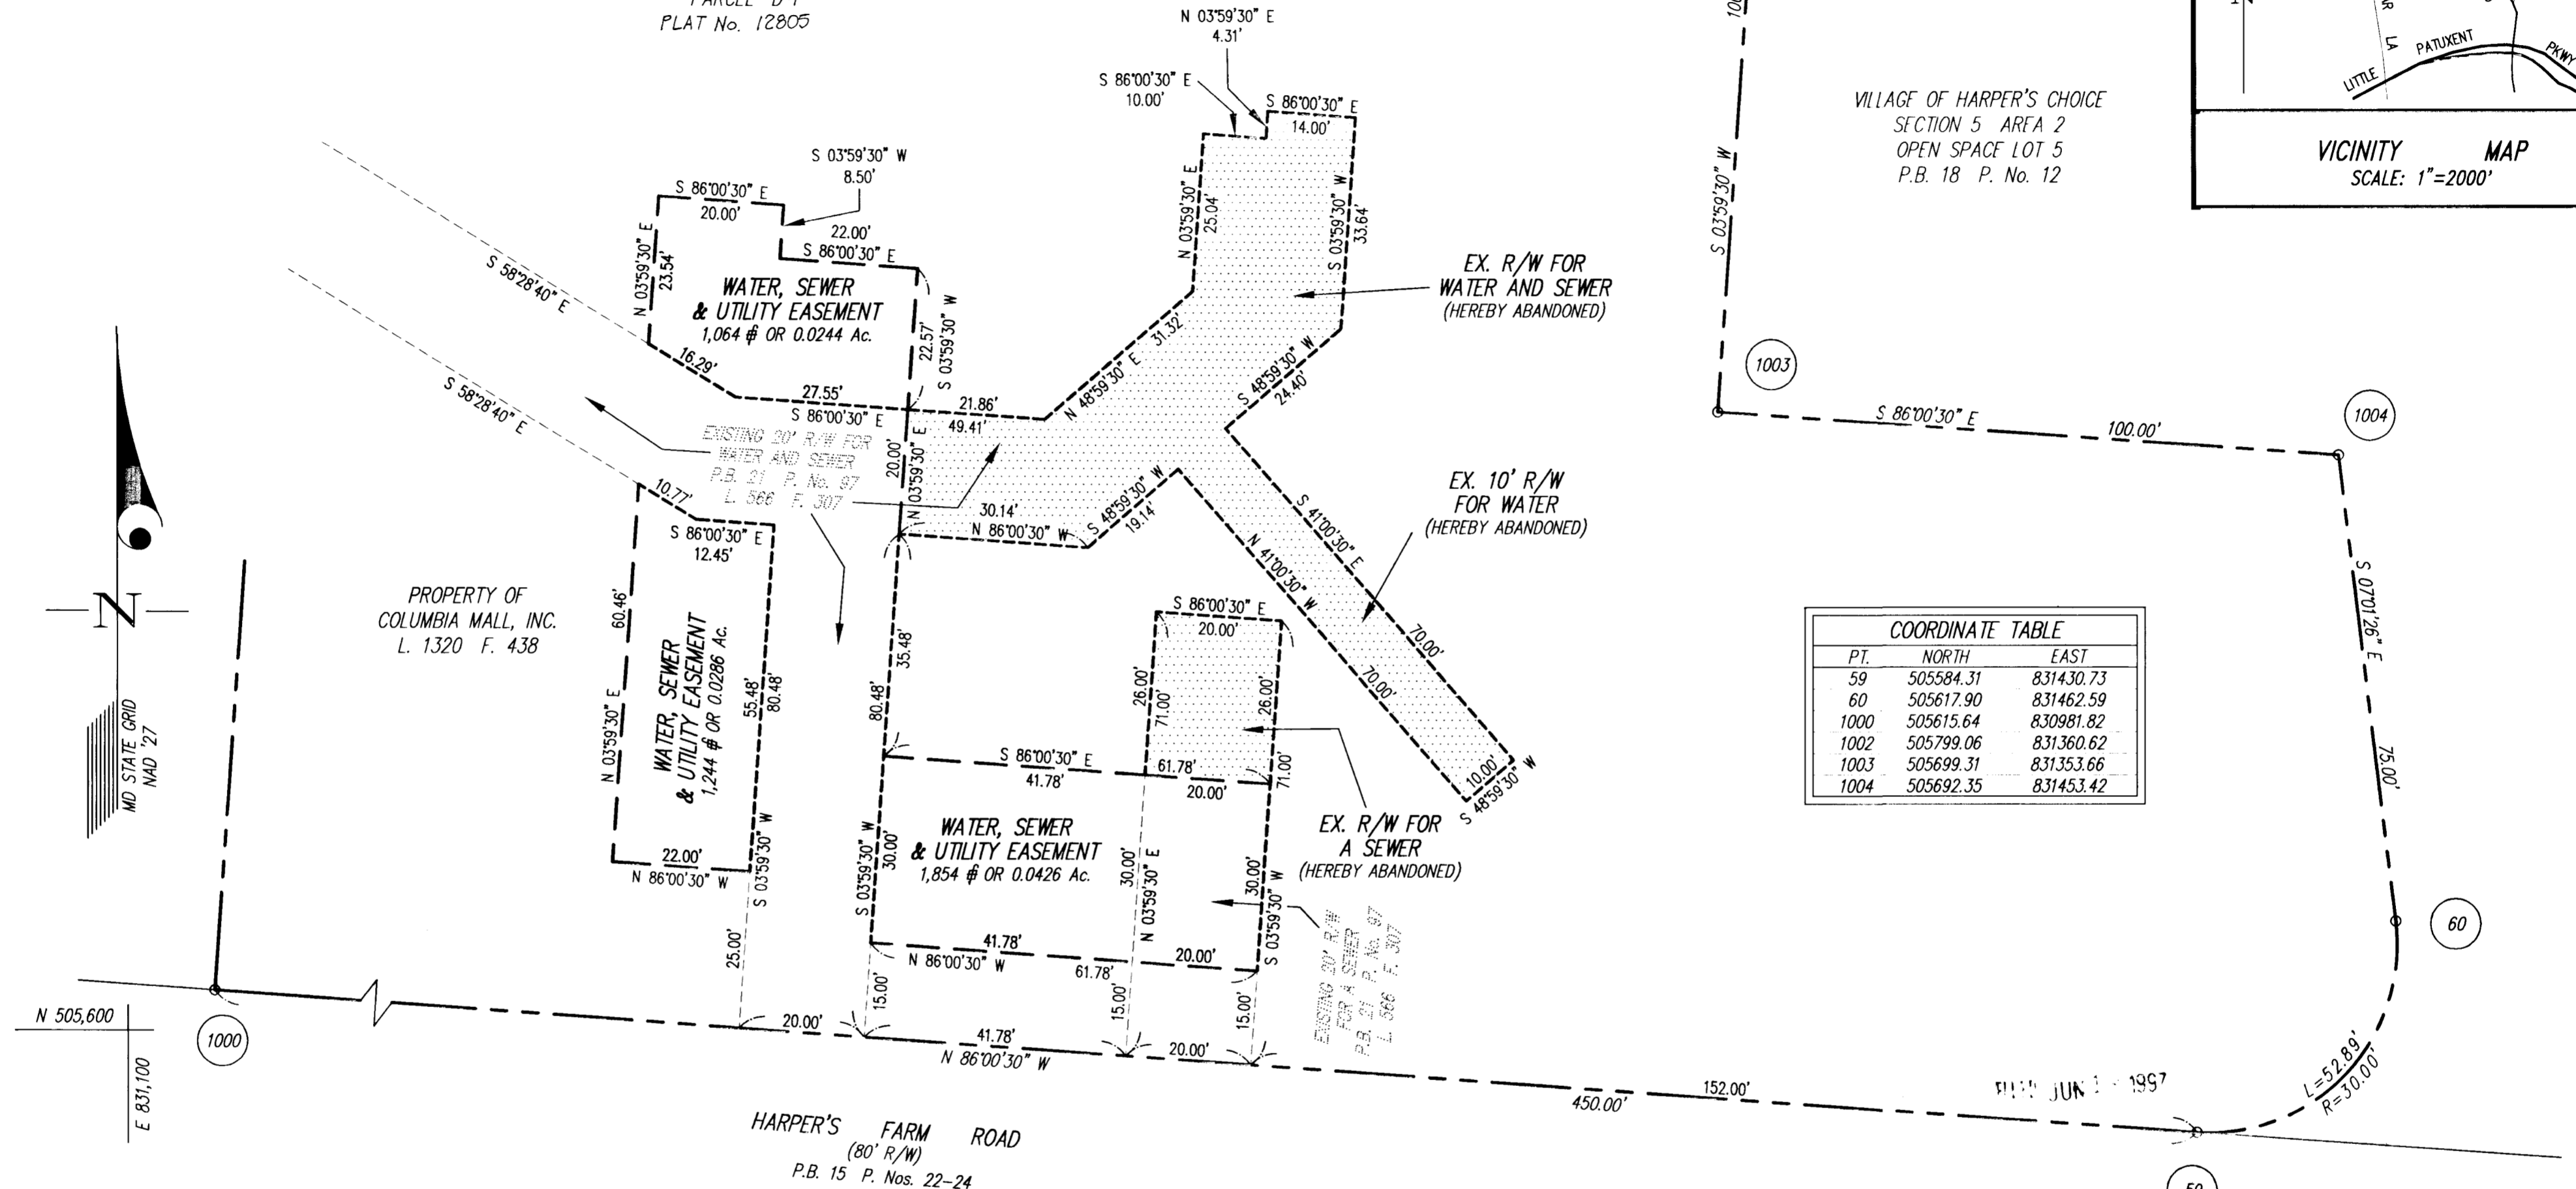 PLAT No. 12805
N 03°59'30" E
4.31'
S 86°00'30" E
10.00'
S 86°00'30" E
14.00'
N 03°59'30" E
25.04'
S 03°59'30" W
33.64'
S 03°59'30" W
8.50'
S 86°00'30" E
20.00'
22.00'
S 86°00'30" E
N 03°59'30" E
23.54'
WATER, SEWER
& UTILITY EASEMENT
1,064 ⏍ OR 0.0244 Ac.
S 58°28'40" E
S 58°28'40" E
16.29'
27.55'
S 86°00'30" E
22.57'
S 03°59'30" W
21.86'
49.41'
N 48°59'30" E 31.32'
S 48°59'30" W
24.40'
EX. R/W FOR
WATER AND SEWER
(HEREBY ABANDONED)
EXISTING 20' R/W FOR
WATER AND SEWER
P.B. 21 P. No. 97
L. 566 F. 307
20.00'
N 03°59'30" E
30.14'
N 86°00'30" W
S 48°59'30" W
19.14'
10.77'
S 86°00'30" E
12.45'
EX. 10' R/W
FOR WATER
(HEREBY ABANDONED)
S 41°00'30" E
70.00'
N 41°00'30" W
70.00'
10.00'
S 48°59'30" W
PROPERTY OF
COLUMBIA MALL, INC.
L. 1320 F. 438
60.46'
N 03°59'30" E
WATER, SEWER
& UTILITY EASEMENT
1,244 ⏍ OR 0.0286 Ac.
55.48'
80.48'
S 03°59'30" W
22.00'
N 86°00'30" W
25.00'
35.48'
80.48'
S 86°00'30" E
20.00'
26.00'
71.00'
26.00'
71.00'
S 86°00'30" E
41.78'
61.78'
20.00'
S 03°59'30" W
30.00'
WATER, SEWER
& UTILITY EASEMENT
1,854 ⏍ OR 0.0426 Ac.
30.00'
N 03°59'30" E
30.00'
S 03°59'30" W
EX. R/W FOR
A SEWER
(HEREBY ABANDONED)
EXISTING 20' R/W
FOR A SEWER
P.B. 21 P. No. 97
L. 566 F. 307
41.78'
N 86°00'30" W
61.78'
20.00'
15.00'
15.00'
15.00'
20.00'
41.78'
N 86°00'30" W
20.00'
152.00'
450.00'
JUN 1997
HARPER'S FARM ROAD
(80' R/W)
P.B. 15 P. Nos. 22-24
N
MD STATE GRID
NAD '27
N 505,600
E 831,100
1000
S 03°59'30" W
VILLAGE OF HARPER'S CHOICE
SECTION 5 AREA 2
OPEN SPACE LOT 5
P.B. 18 P. No. 12
LA
LITTLE PATUXENT PKWY
VICINITY MAP
SCALE: 1"=2000'
1003
S 86°00'30" E
100.00'
1004
S 07°01'26" E
75.00'
60
L=52.89'
R=30.00'
COORDINATE TABLE
PT. NORTH EAST
59 505584.31 831430.73
60 505617.90 831462.59
1000 505615.64 830981.82
1002 505799.06 831360.62
1003 505699.31 831353.66
1004 505692.35 831453.42